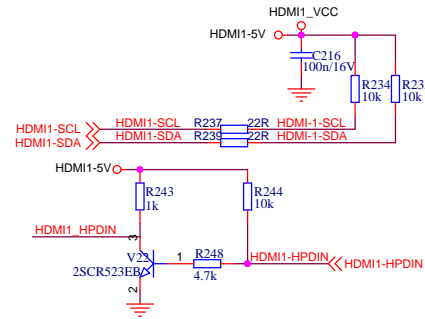 HDMI1_VCC
HDMI1-5V
C216
100n/16V
R234
10k
R23
10k
HDMI1-SCL
HDMI1-SCL
R237
22R
HDMI-1-SCL
HDMI1-SDA
HDMI1-SDA
R239
22R
HDMI-1-SDA
HDMI1-5V
R243
1k
R244
10k
HDMI1_HPDIN
3
V22
2SCR523EB
1
R248
4.7k
HDMI1-HPDIN
HDMI1-HPDIN
2